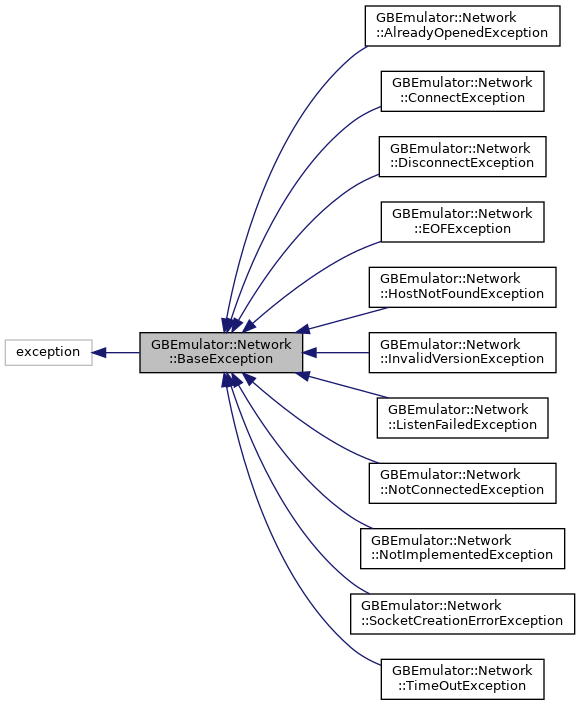 exception
GBEmulator::Network
::BaseException
GBEmulator::Network
::AlreadyOpenedException
GBEmulator::Network
::ConnectException
GBEmulator::Network
::DisconnectException
GBEmulator::Network
::EOFException
GBEmulator::Network
::HostNotFoundException
GBEmulator::Network
::InvalidVersionException
GBEmulator::Network
::ListenFailedException
GBEmulator::Network
::NotConnectedException
GBEmulator::Network
::NotImplementedException
GBEmulator::Network
::SocketCreationErrorException
GBEmulator::Network
::TimeOutException